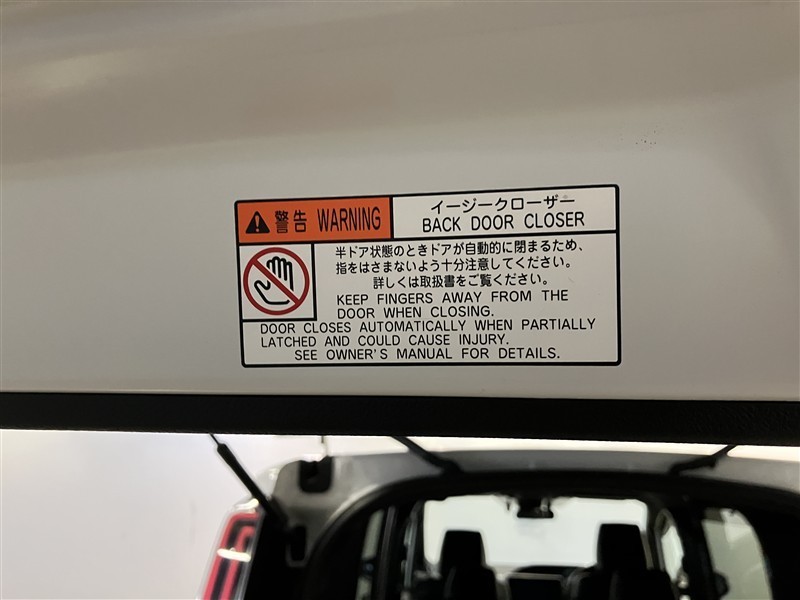 警告 WARNING
イージークローザー
BACK DOOR CLOSER
半ドア状態のときドアが自動的に閉まるため、
指をはさまないよう十分注意してください。
詳しくは取扱書をご覧ください。
KEEP FINGERS AWAY FROM THE
DOOR WHEN CLOSING.
DOOR CLOSES AUTOMATICALLY WHEN PARTIALLY
LATCHED AND COULD CAUSE INJURY.
SEE OWNER'S MANUAL FOR DETAILS.